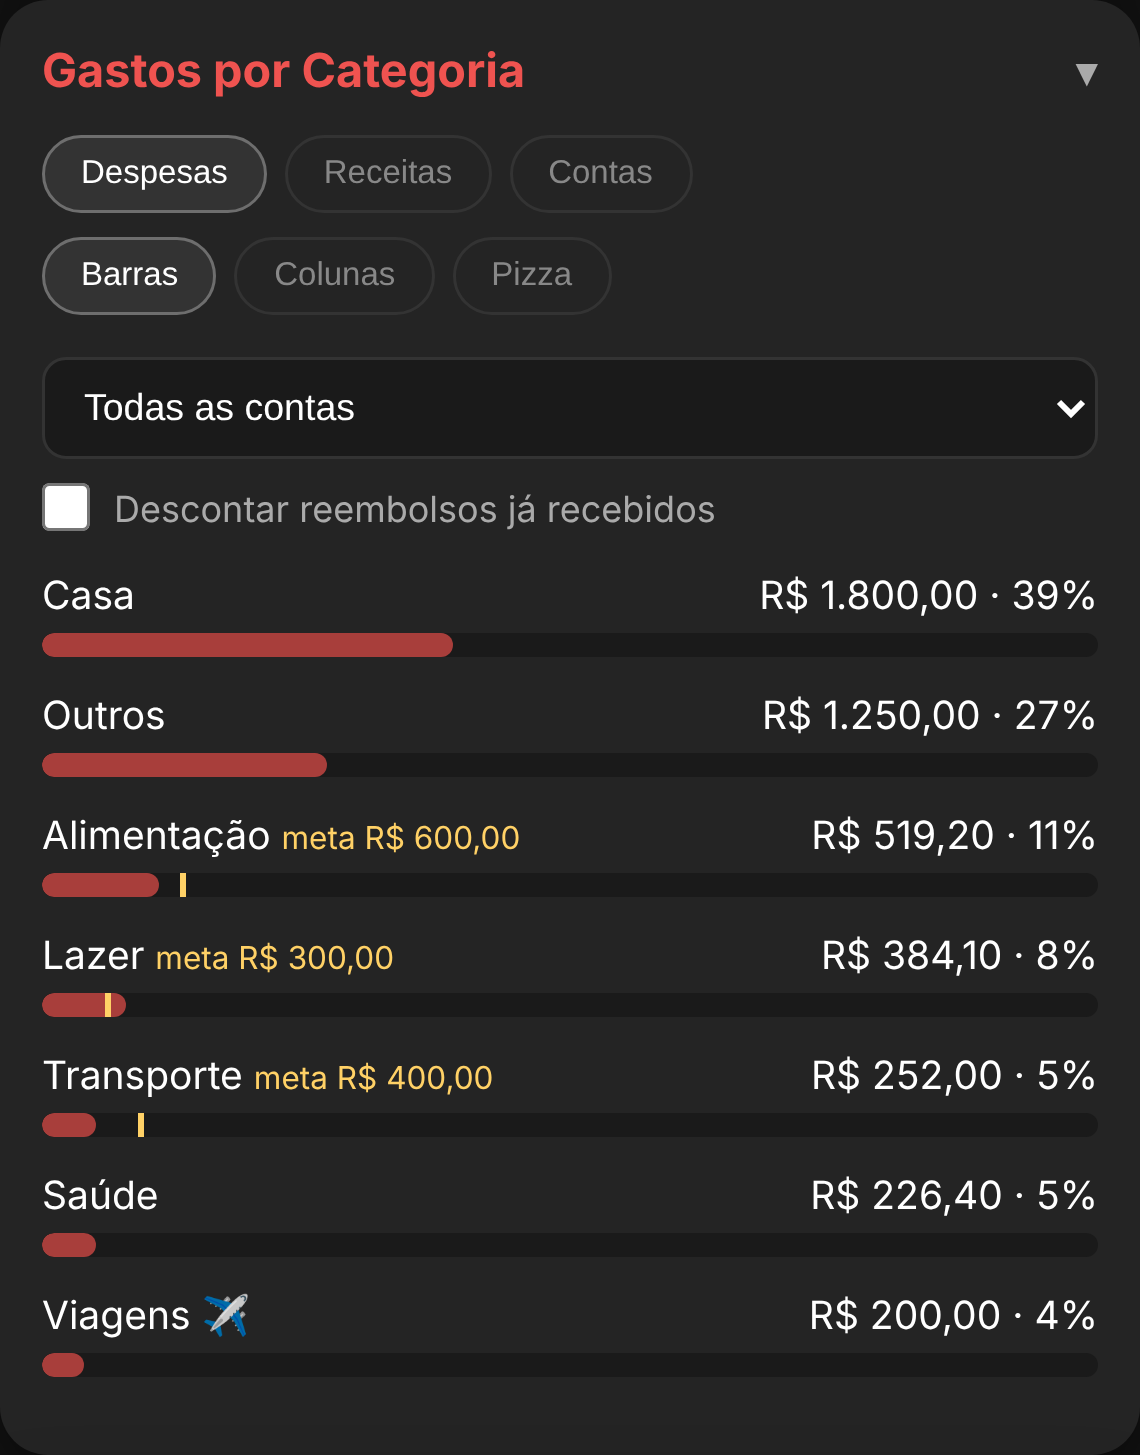 Gastos por Categoria ▼
Despesas Receitas Contas
Barras Colunas Pizza
Todas as contas
Descontar reembolsos já recebidos
Casa R$ 1.800,00 · 39%
Outros R$ 1.250,00 · 27%
Alimentação meta R$ 600,00 R$ 519,20 · 11%
Lazer meta R$ 300,00 R$ 384,10 · 8%
Transporte meta R$ 400,00 R$ 252,00 · 5%
Saúde R$ 226,40 · 5%
Viagens ✈️ R$ 200,00 · 4%